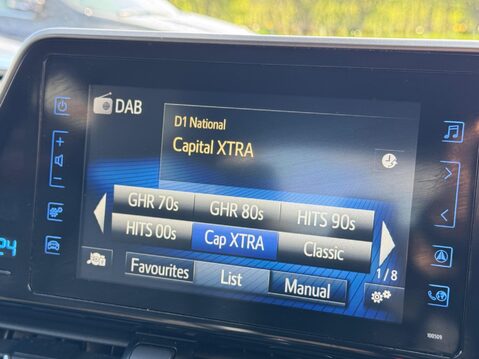 DAB
D1 National
Capital XTRA
GHR 70s GHR 80s HITS 90s
HITS 00s Cap XTRA Classic
1/8
Favourites List Manual
100509